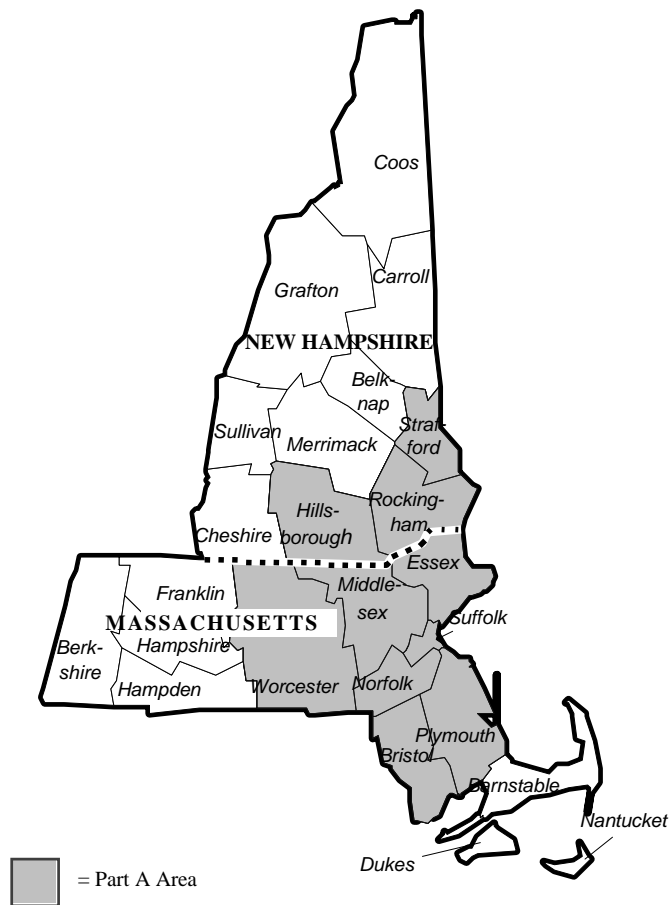 Coos
Carroll
Grafton
NEW HAMPSHIRE
Belk-
nap
Straf-
ford
Sullivan
Merrimack
Rocking-
ham
Hills-
borough
Cheshire
Essex
Middle-
sex
Franklin
Suffolk
MASSACHUSETTS
Hampshire
Berk-
shire
Hampden
Worcester
Norfolk
Plymouth
Bristol
Barnstable
Nantucket
Dukes
= Part A Area